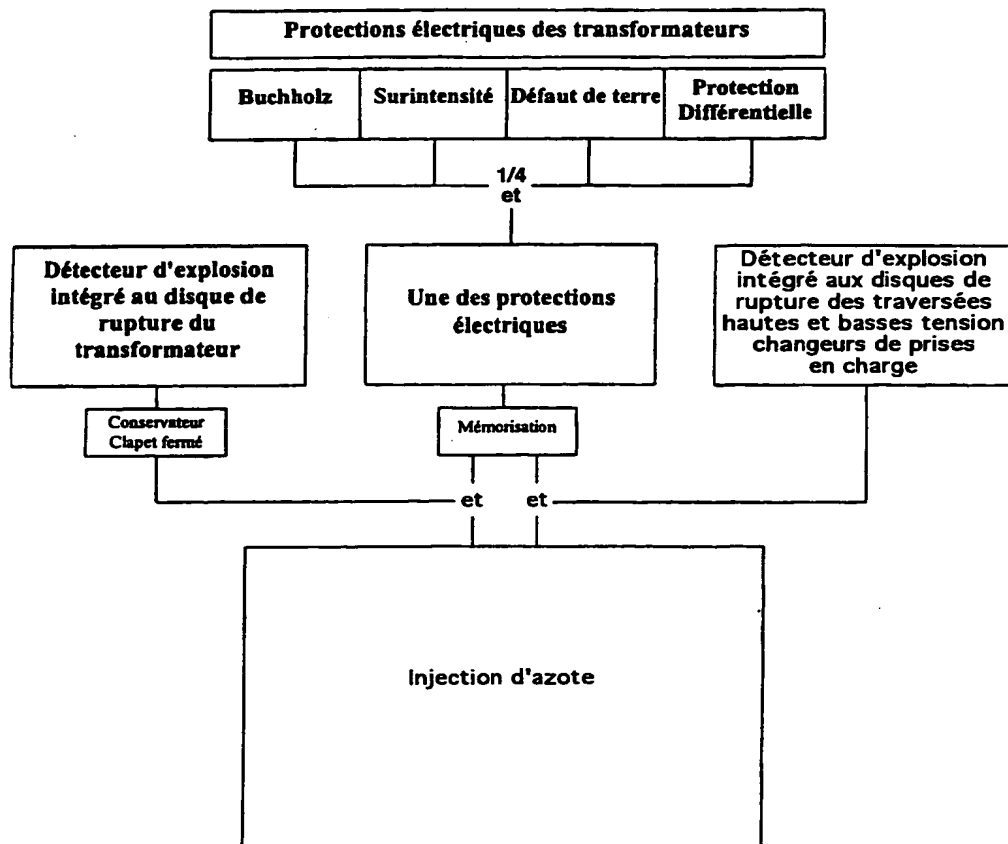 Protections électriques des transformateurs
Buchholz
Surintensité
Défaut de terre
Protection
Différentielle
1/4
et
Détecteur d'explosion
intégré au disque de
rupture du
transformateur
Une des protections
électriques
Détecteur d'explosion
intégré aux disques de
rupture des traversées
hautes et basses tension
changeurs de prises
en charge
Conservateur
Clapet fermé
Mémorisation
et
et
Injection d'azote